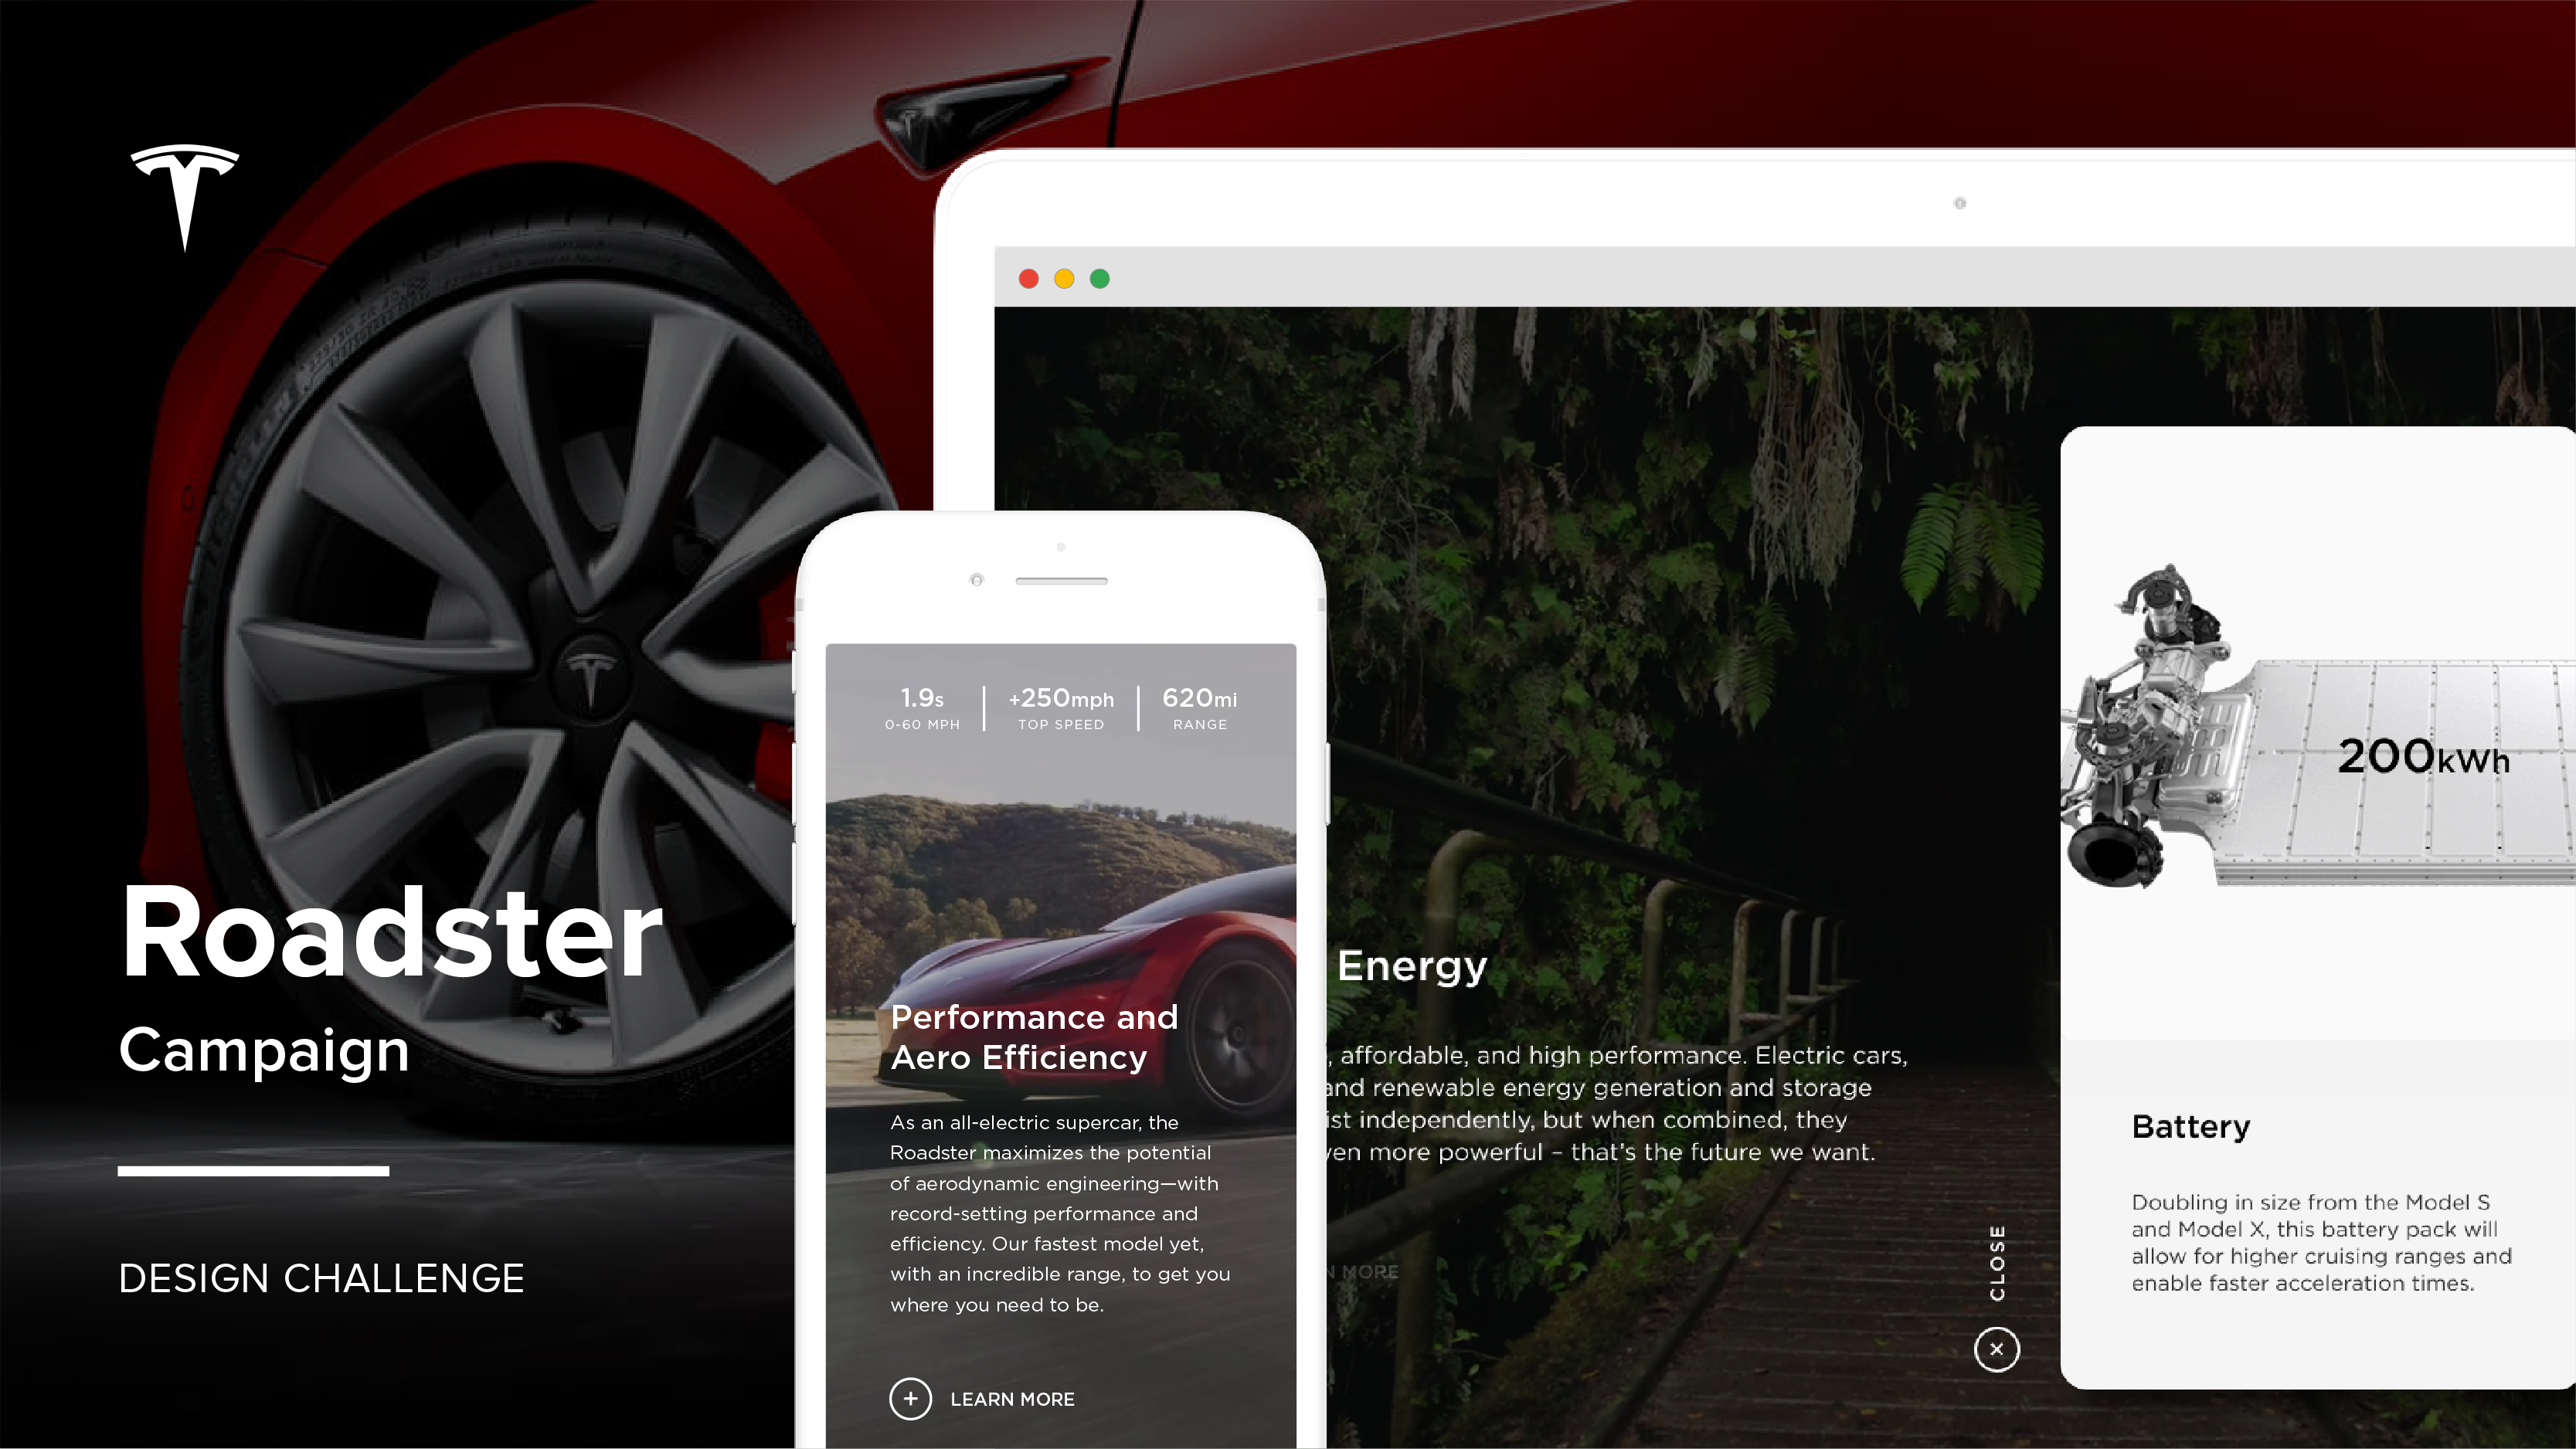 Roadster
Campaign
DESIGN CHALLENGE
1.9s
0-60 MPH
+250mph
TOP SPEED
620mi
RANGE
Performance and
Aero Efficiency
As an all-electric supercar, the
Roadster maximizes the potential
of aerodynamic engineering—with
record-setting performance and
efficiency. Our fastest model yet,
with an incredible range, to get you
where you need to be.
LEARN MORE
Energy
, affordable, and high performance. Electric cars,
and renewable energy generation and storage
independently, but when combined, they
more powerful – that's the future we want.
MORE
CLOSE
200kWh
Battery
Doubling in size from the Model S
and Model X, this battery pack will
allow for higher cruising ranges and
enable faster acceleration times.